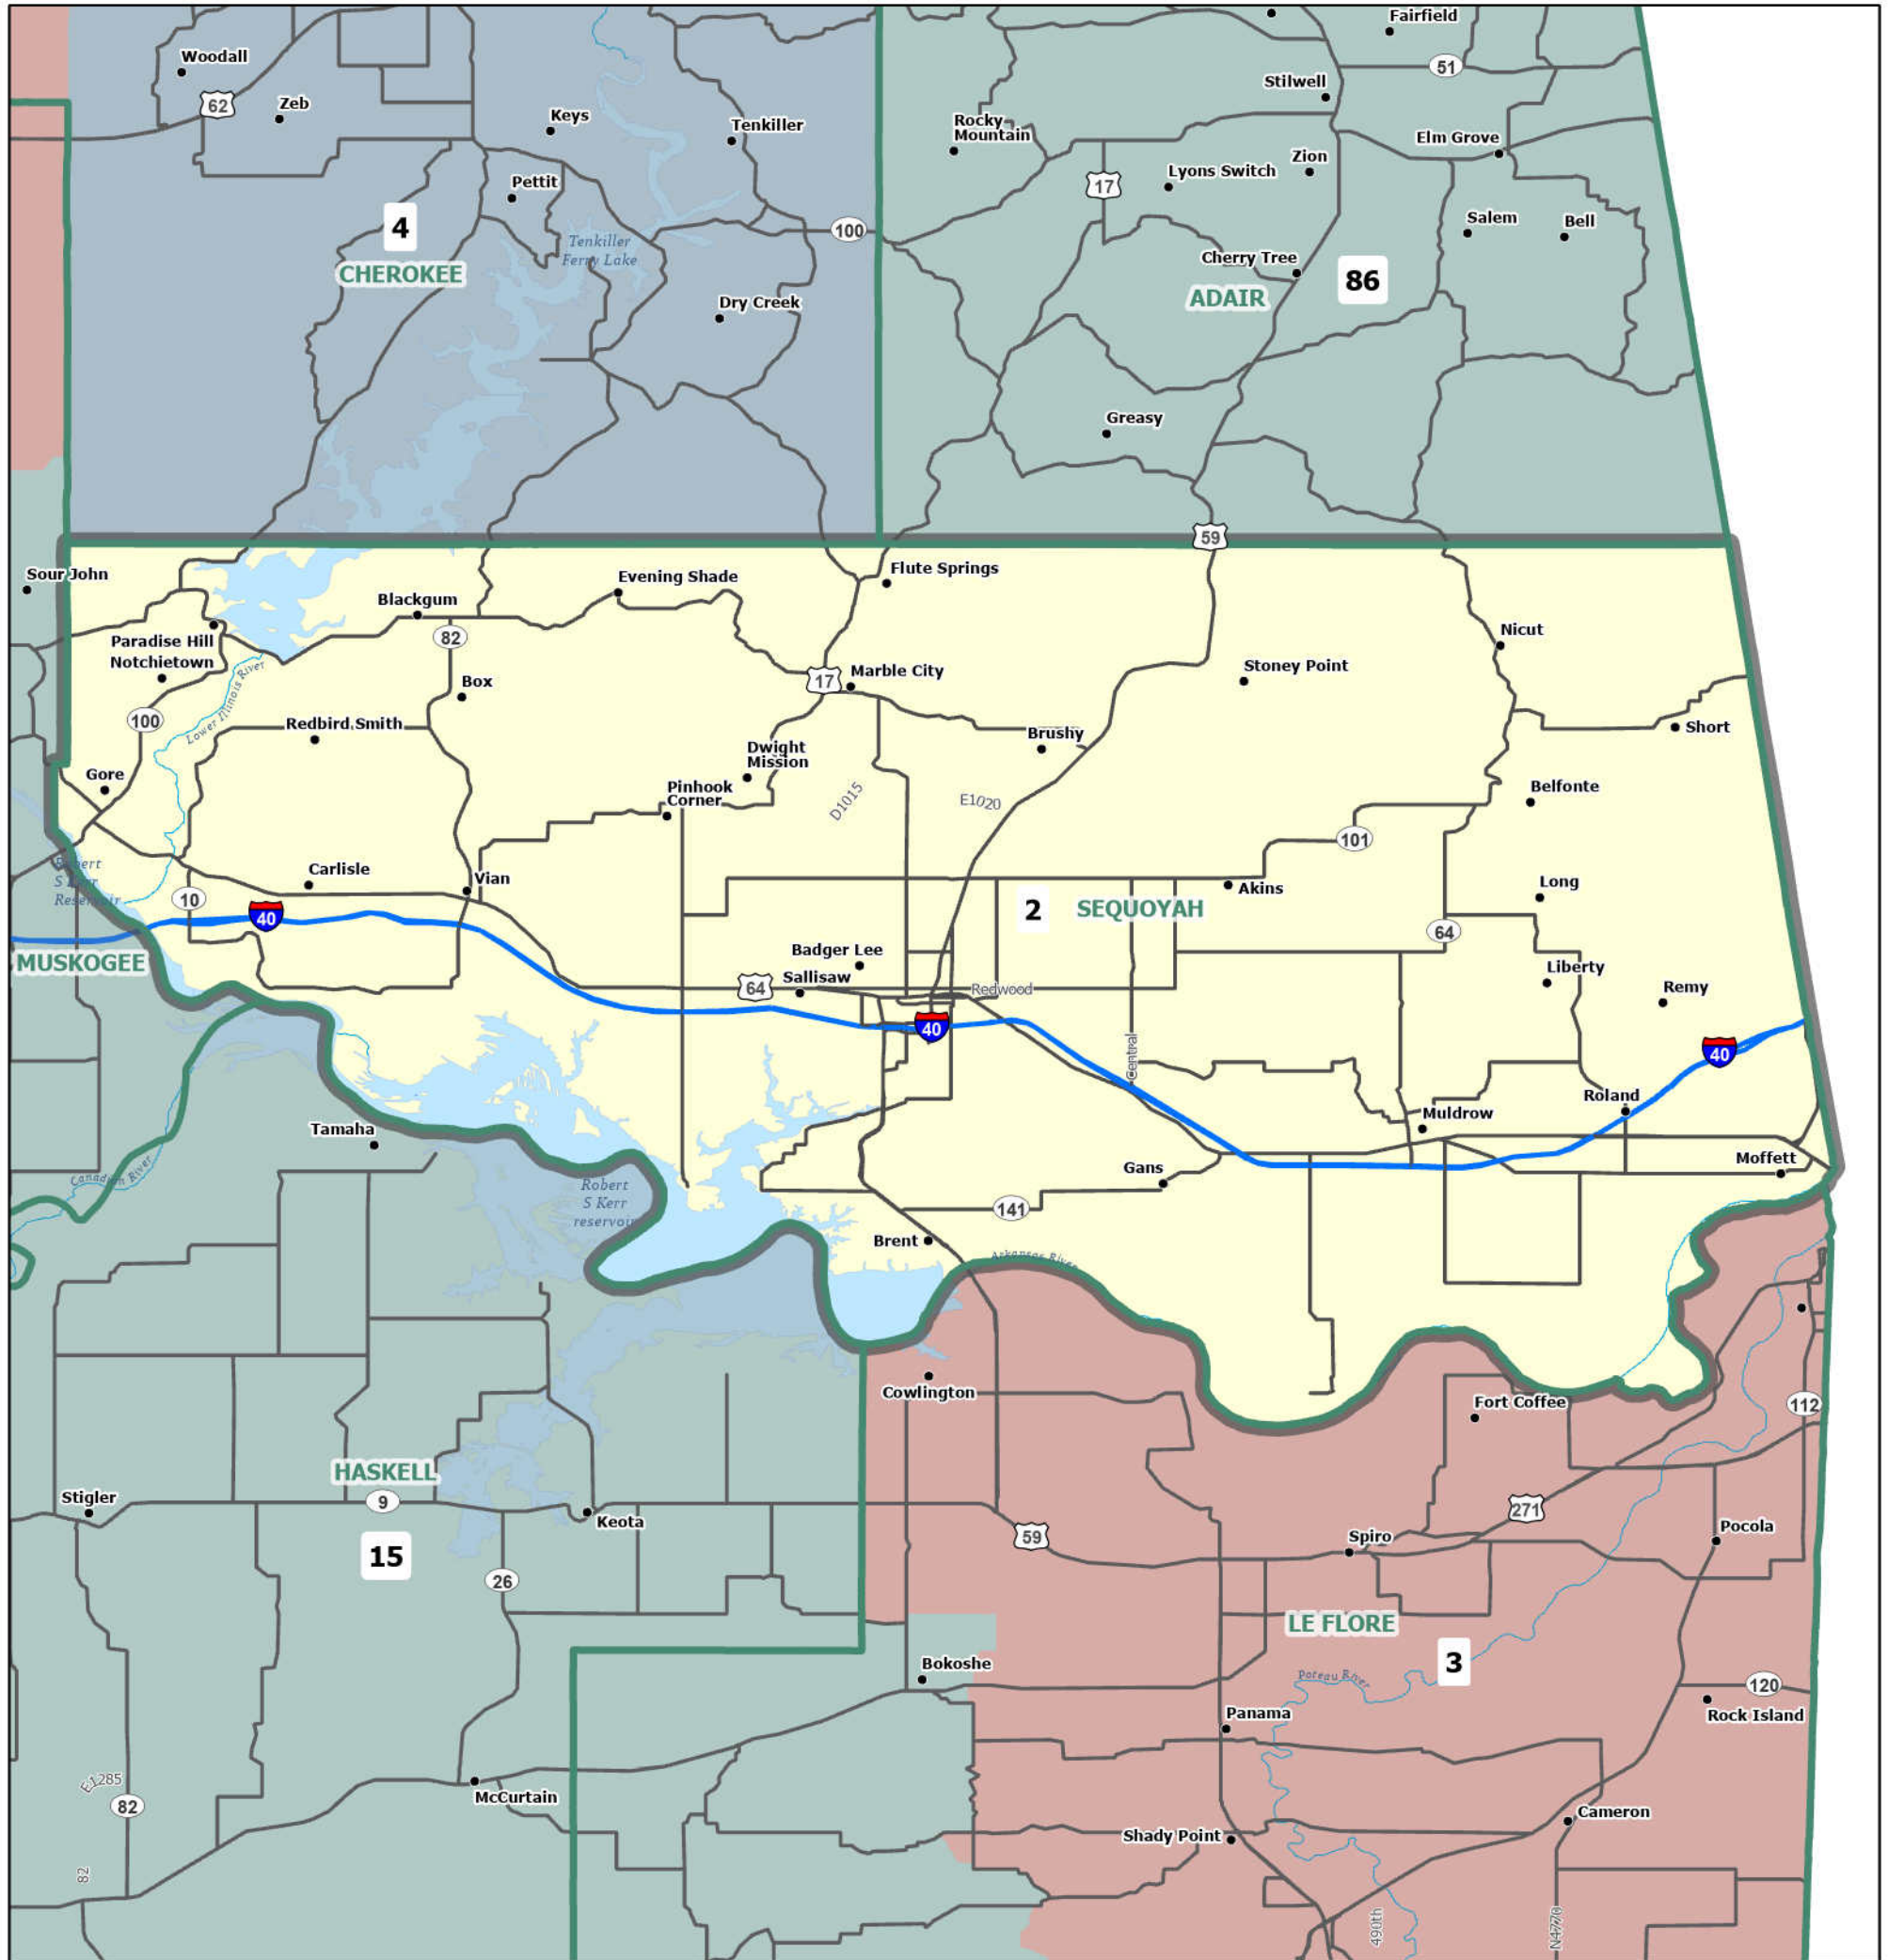 Fairfield
51
Woodall
62
Zeb
Stilwell
Keys
Tenkiller
Rocky
Mountain
Elm Grove
Zion
Lyons Switch
17
Pettit
4
CHEROKEE
Tenkiller
Ferry Lake
100
Salem
Bell
Cherry Tree
86
ADAIR
Dry Creek
Greasy
59
Sour John
Evening Shade
Flute Springs
Blackgum
82
Paradise Hill
Notchietown
Nicut
Lower Illinois River
Box
17
Marble City
Stoney Point
100
Redbird Smith
Brushy
Short
Dwight
Mission
Gore
Pinhook
Corner
D1015
E1020
Belfonte
101
Robert
S Kerr
Reservoir
Carlisle
Vian
10
40
Akins
Long
2
SEQUOYAH
64
MUSKOGEE
Badger Lee
Sallisaw
64
Redwood
Liberty
Remy
40
Central
40
Roland
Muldrow
Tamaha
Canadian River
Moffett
Gans
Robert
S Kerr
reservoir
141
Brent
Arkansas River
Cowlington
Fort Coffee
112
HASKELL
Stigler
9
Keota
271
59
Spiro
Pocola
15
26
LE FLORE
3
Bokoshe
Poteau River
120
Rock Island
Panama
E1285
82
McCurtain
Cameron
Shady Point
82
490th
N4770